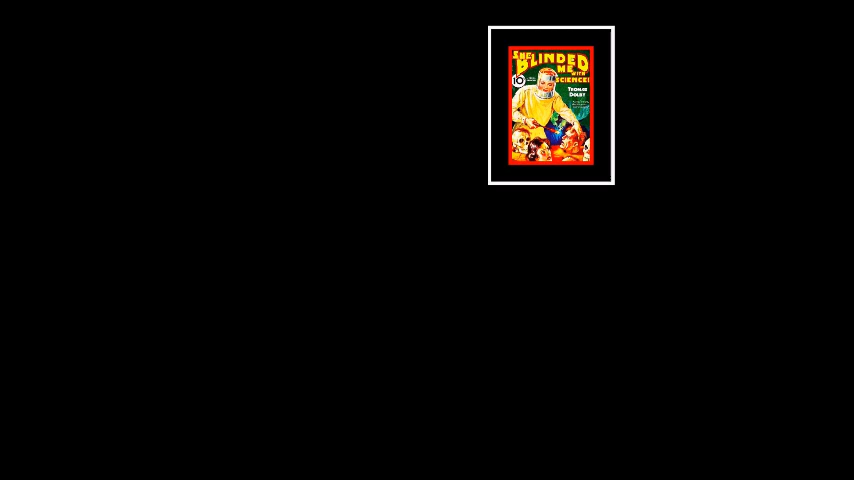 SHE
BLINDED
ME
WITH
SCIENCE!
10¢
THOMAS
DOLBY